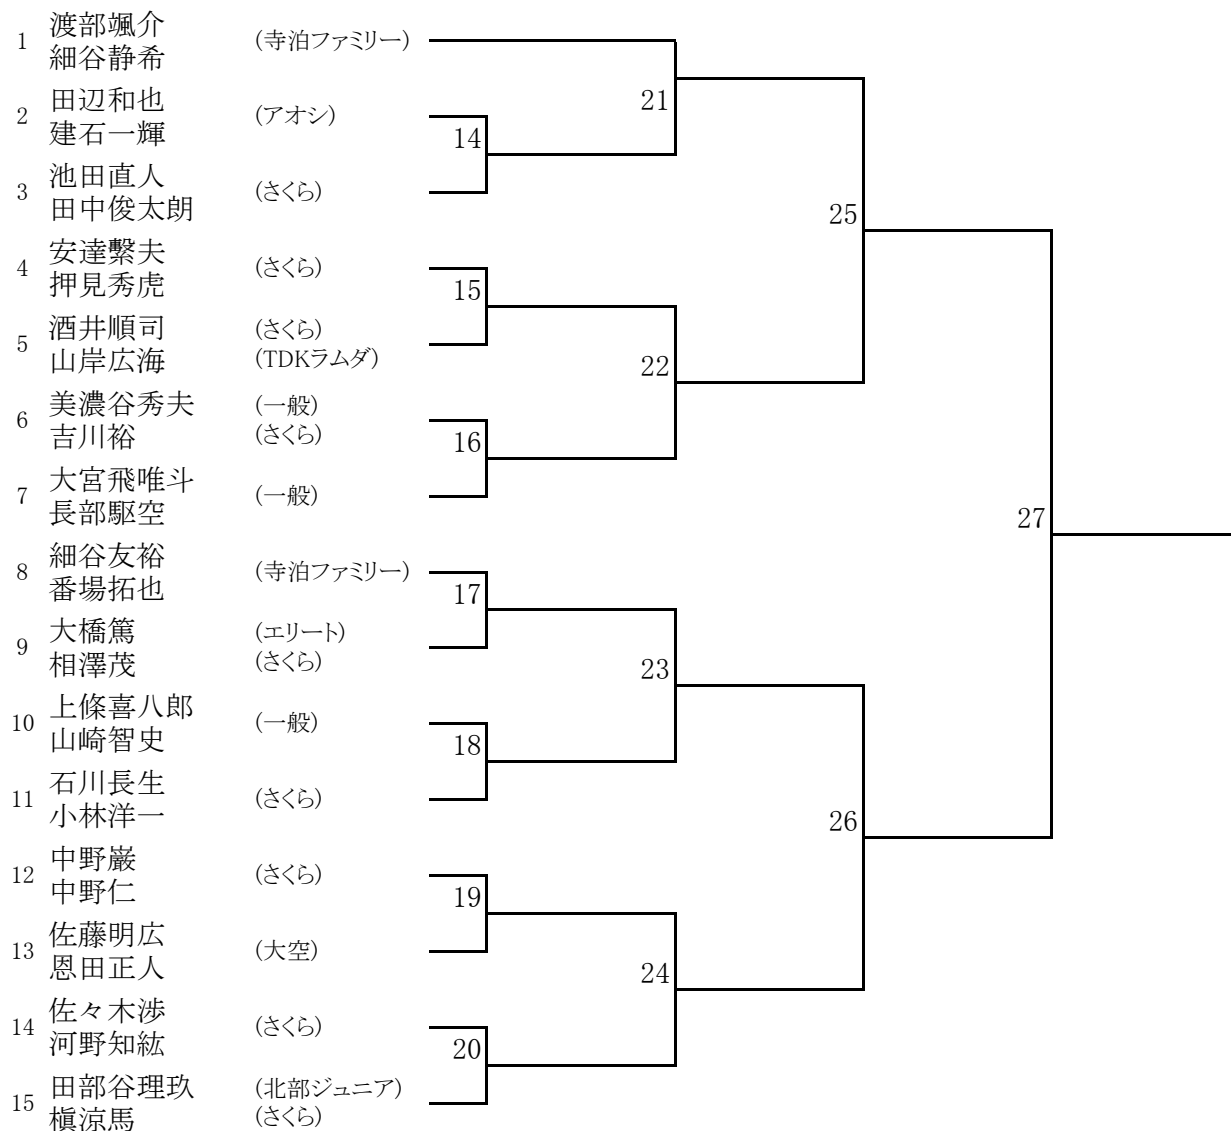 1 渡部颯介 細谷静希 (寺泊ファミリー)
21
2 田辺和也 建石一輝 (アオシ)
14
3 池田直人 田中俊太朗 (さくら)
25
4 安達繫夫 押見秀虎 (さくら)
15
5 酒井順司 (さくら)
山岸広海 (TDKラムダ)
22
6 美濃谷秀夫 (一般)
吉川裕 (さくら)
16
7 大宮飛唯斗 長部駆空 (一般)
27
8 細谷友裕 番場拓也 (寺泊ファミリー)
17
9 大橋篤 (エリート)
相澤茂 (さくら)
23
10 上條喜八郎 山崎智史 (一般)
18
11 石川長生 小林洋一 (さくら)
26
12 中野巌 中野仁 (さくら)
19
13 佐藤明広 恩田正人 (大空)
24
14 佐々木渉 河野知紘 (さくら)
20
15 田部谷理玖 (北部ジュニア)
槇涼馬 (さくら)